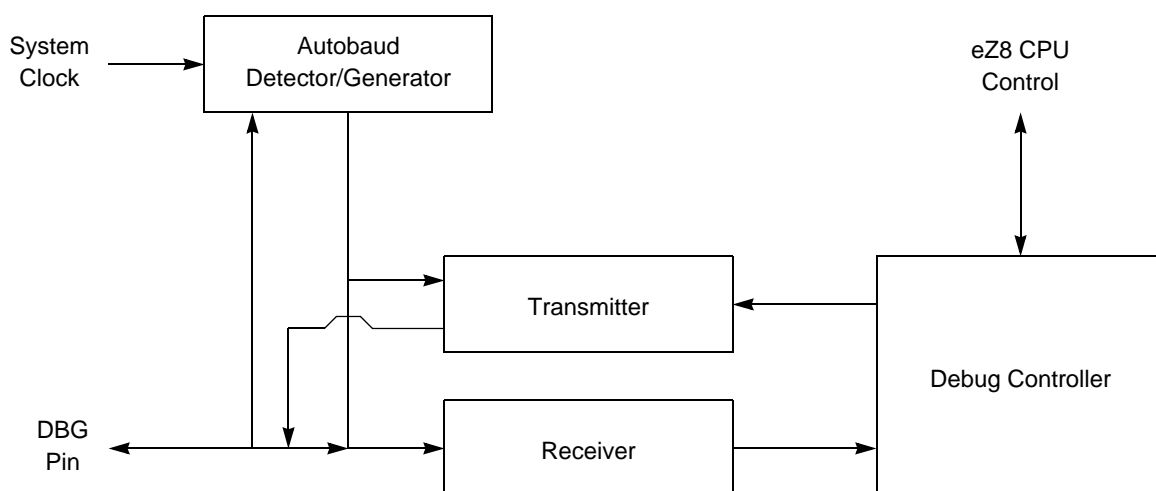 System
Clock
Autobaud
Detector/Generator
eZ8 CPU
Control
Transmitter
Debug Controller
DBG
Pin
Receiver